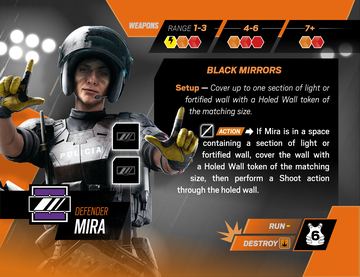 WEAPONS RANGE 1-3 4-6 7+
BLACK MIRRORS
Setup — Cover up to one section of light or
fortified wall with a Holed Wall token of
the matching size.
ACTION If Mira is in a space
containing a section of light or
fortified wall, cover the wall with
a Holed Wall token of the matching
size, then perform a Shoot action
through the holed wall.
POLICIA
DEFENDER
MIRA
RUN -
DESTROY
6